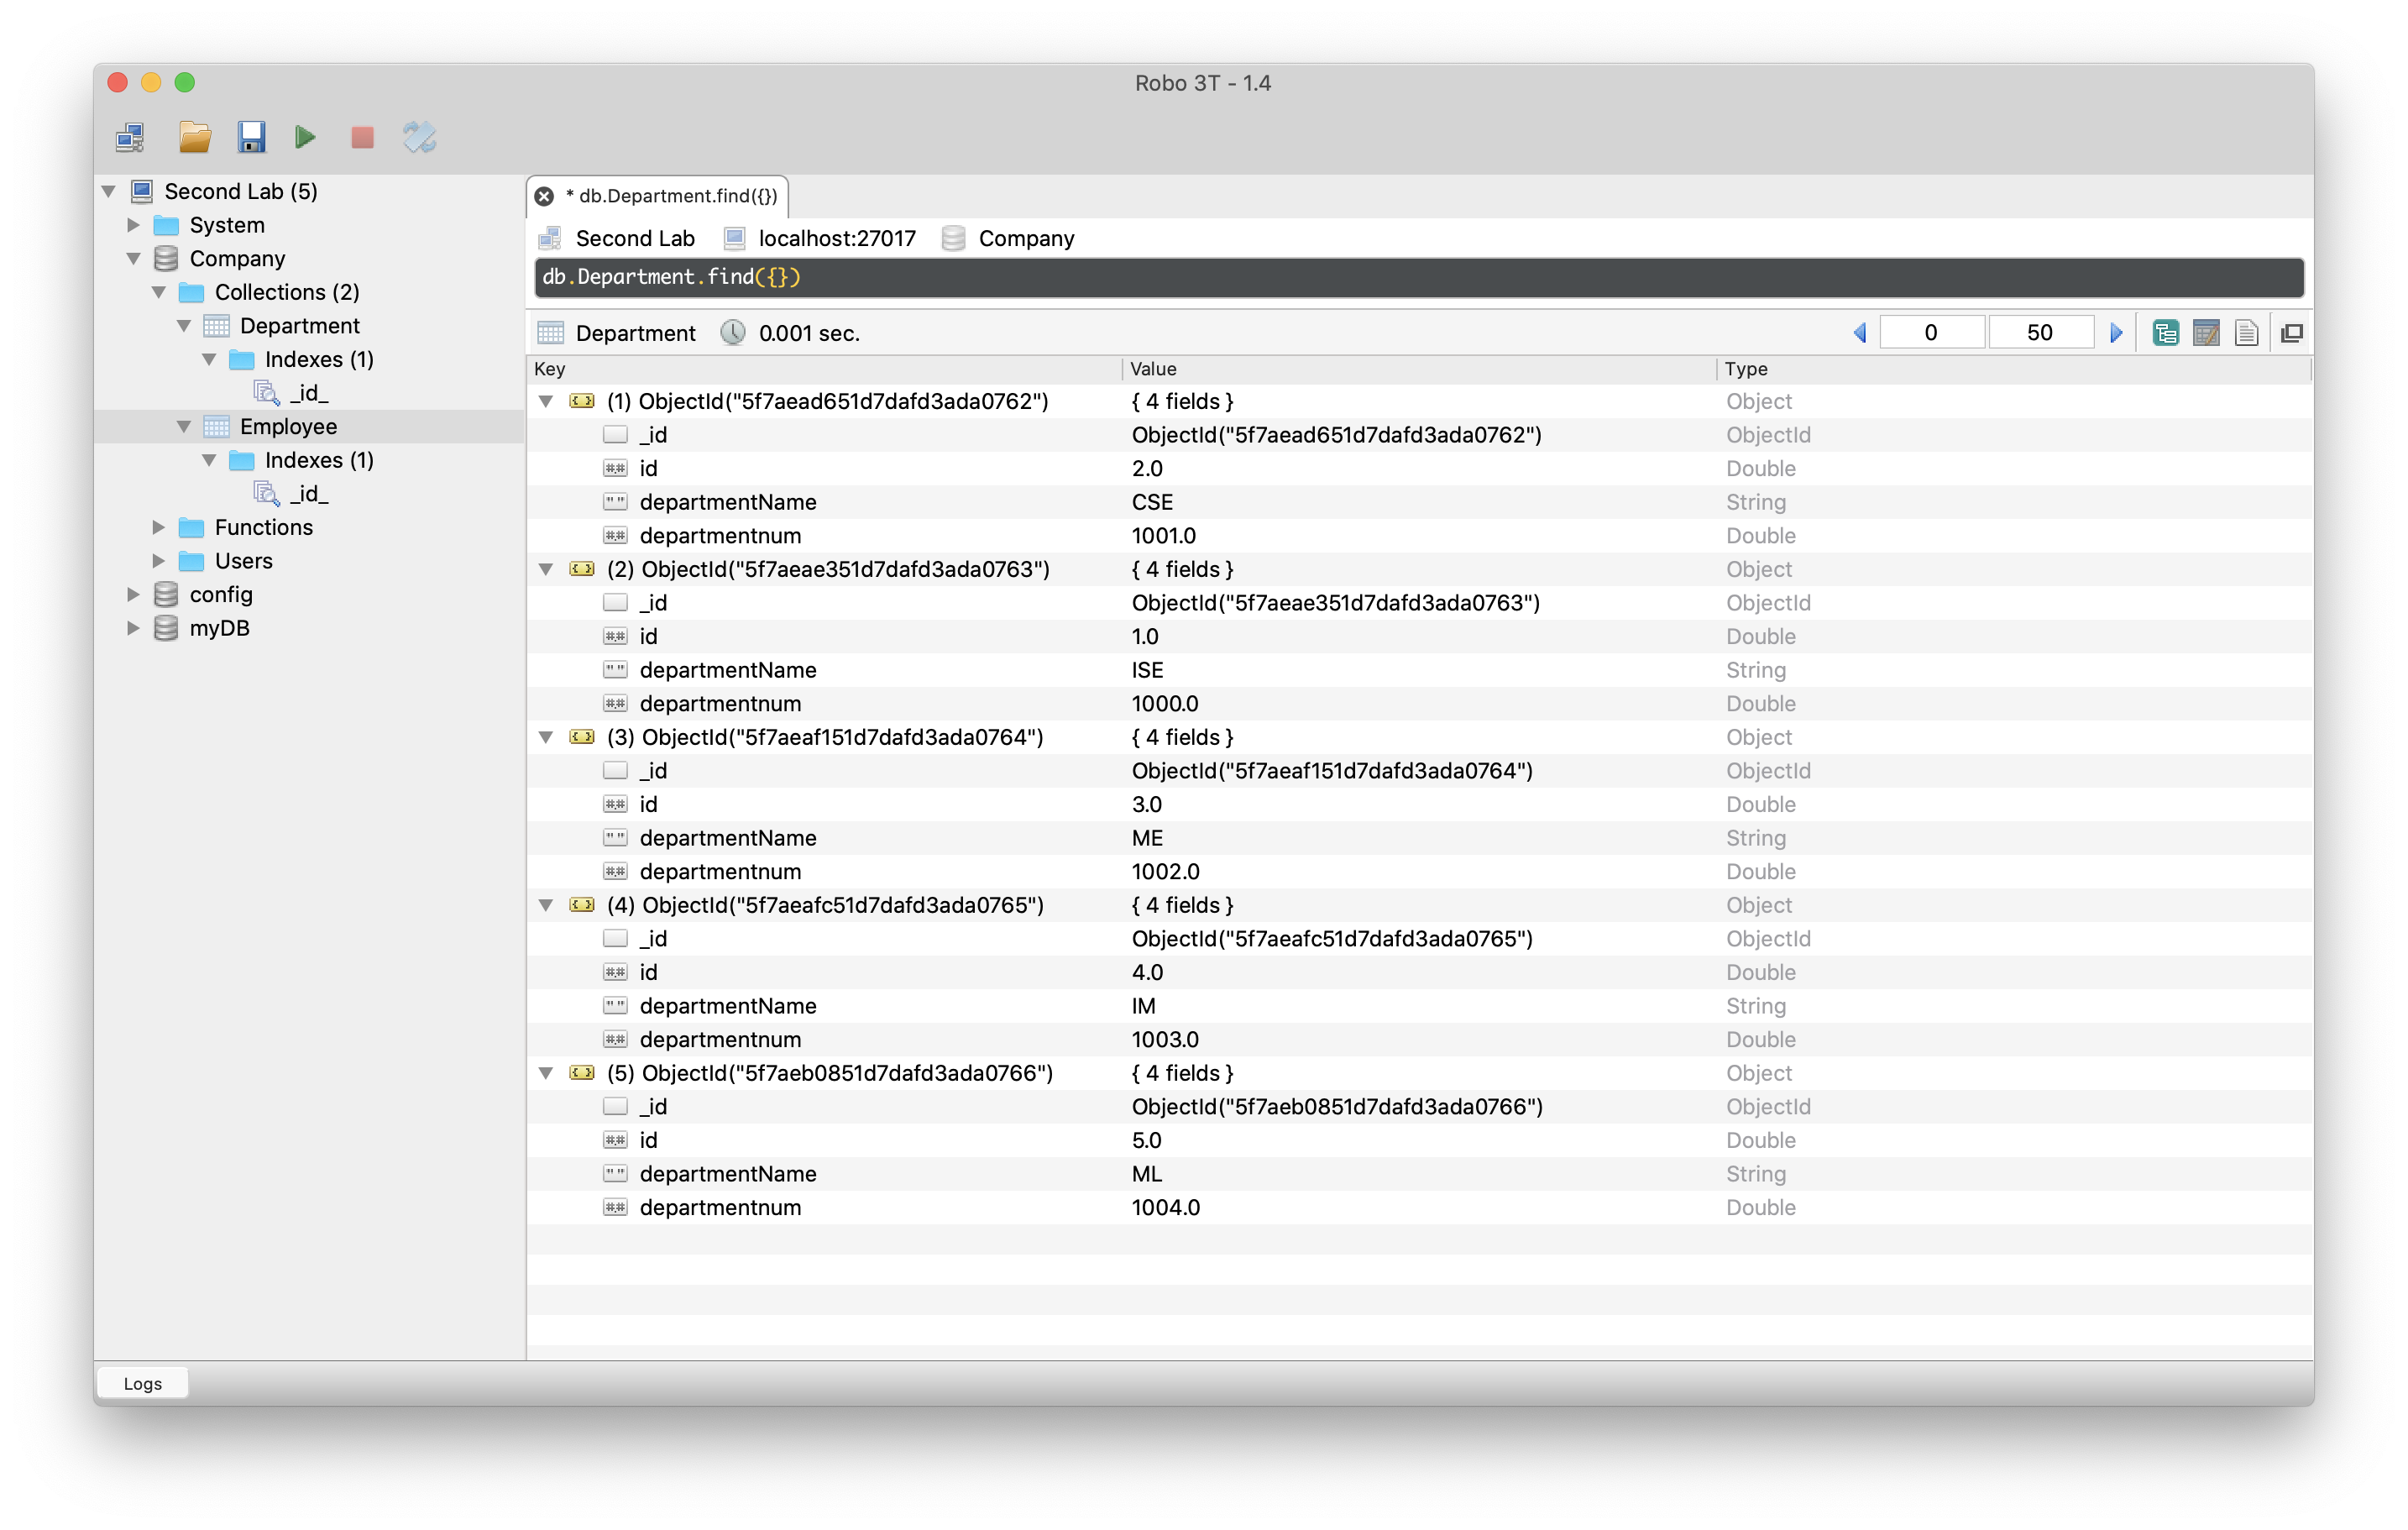 Robo 3T - 1.4
Second Lab (5)
System
Company
Collections (2)
Department
Indexes (1)
_id_
Employee
Indexes (1)
_id_
Functions
Users
config
myDB
* db.Department.find({})
Second Lab localhost:27017 Company
db.Department.find({})
Department 0.001 sec. 0 50
Key Value Type
(1) ObjectId("5f7aead651d7dafd3ada0762") { 4 fields } Object
_id ObjectId("5f7aead651d7dafd3ada0762") ObjectId
id 2.0 Double
departmentName CSE String
departmentnum 1001.0 Double
(2) ObjectId("5f7aeae351d7dafd3ada0763") { 4 fields } Object
_id ObjectId("5f7aeae351d7dafd3ada0763") ObjectId
id 1.0 Double
departmentName ISE String
departmentnum 1000.0 Double
(3) ObjectId("5f7aeaf151d7dafd3ada0764") { 4 fields } Object
_id ObjectId("5f7aeaf151d7dafd3ada0764") ObjectId
id 3.0 Double
departmentName ME String
departmentnum 1002.0 Double
(4) ObjectId("5f7aeafc51d7dafd3ada0765") { 4 fields } Object
_id ObjectId("5f7aeafc51d7dafd3ada0765") ObjectId
id 4.0 Double
departmentName IM String
departmentnum 1003.0 Double
(5) ObjectId("5f7aeb0851d7dafd3ada0766") { 4 fields } Object
_id ObjectId("5f7aeb0851d7dafd3ada0766") ObjectId
id 5.0 Double
departmentName ML String
departmentnum 1004.0 Double
Logs